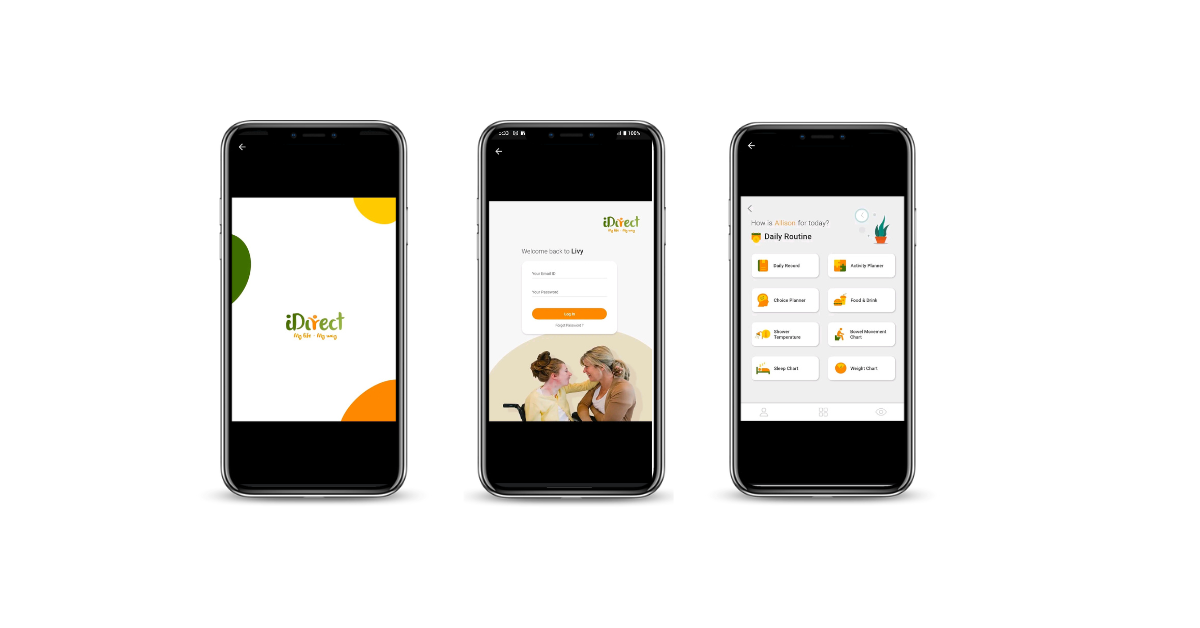 iDirect
My life - My way
100%
iDirect
My life - My way
Welcome back to Livy
Your Email ID
Your Password
Log In
Forgot Password ?
How is Allison for today?
Daily Routine
Daily Record
Activity Planner
Choice Planner
Food & Drink
Shower
Temperature
Bowel Movement
Chart
Sleep Chart
Weight Chart